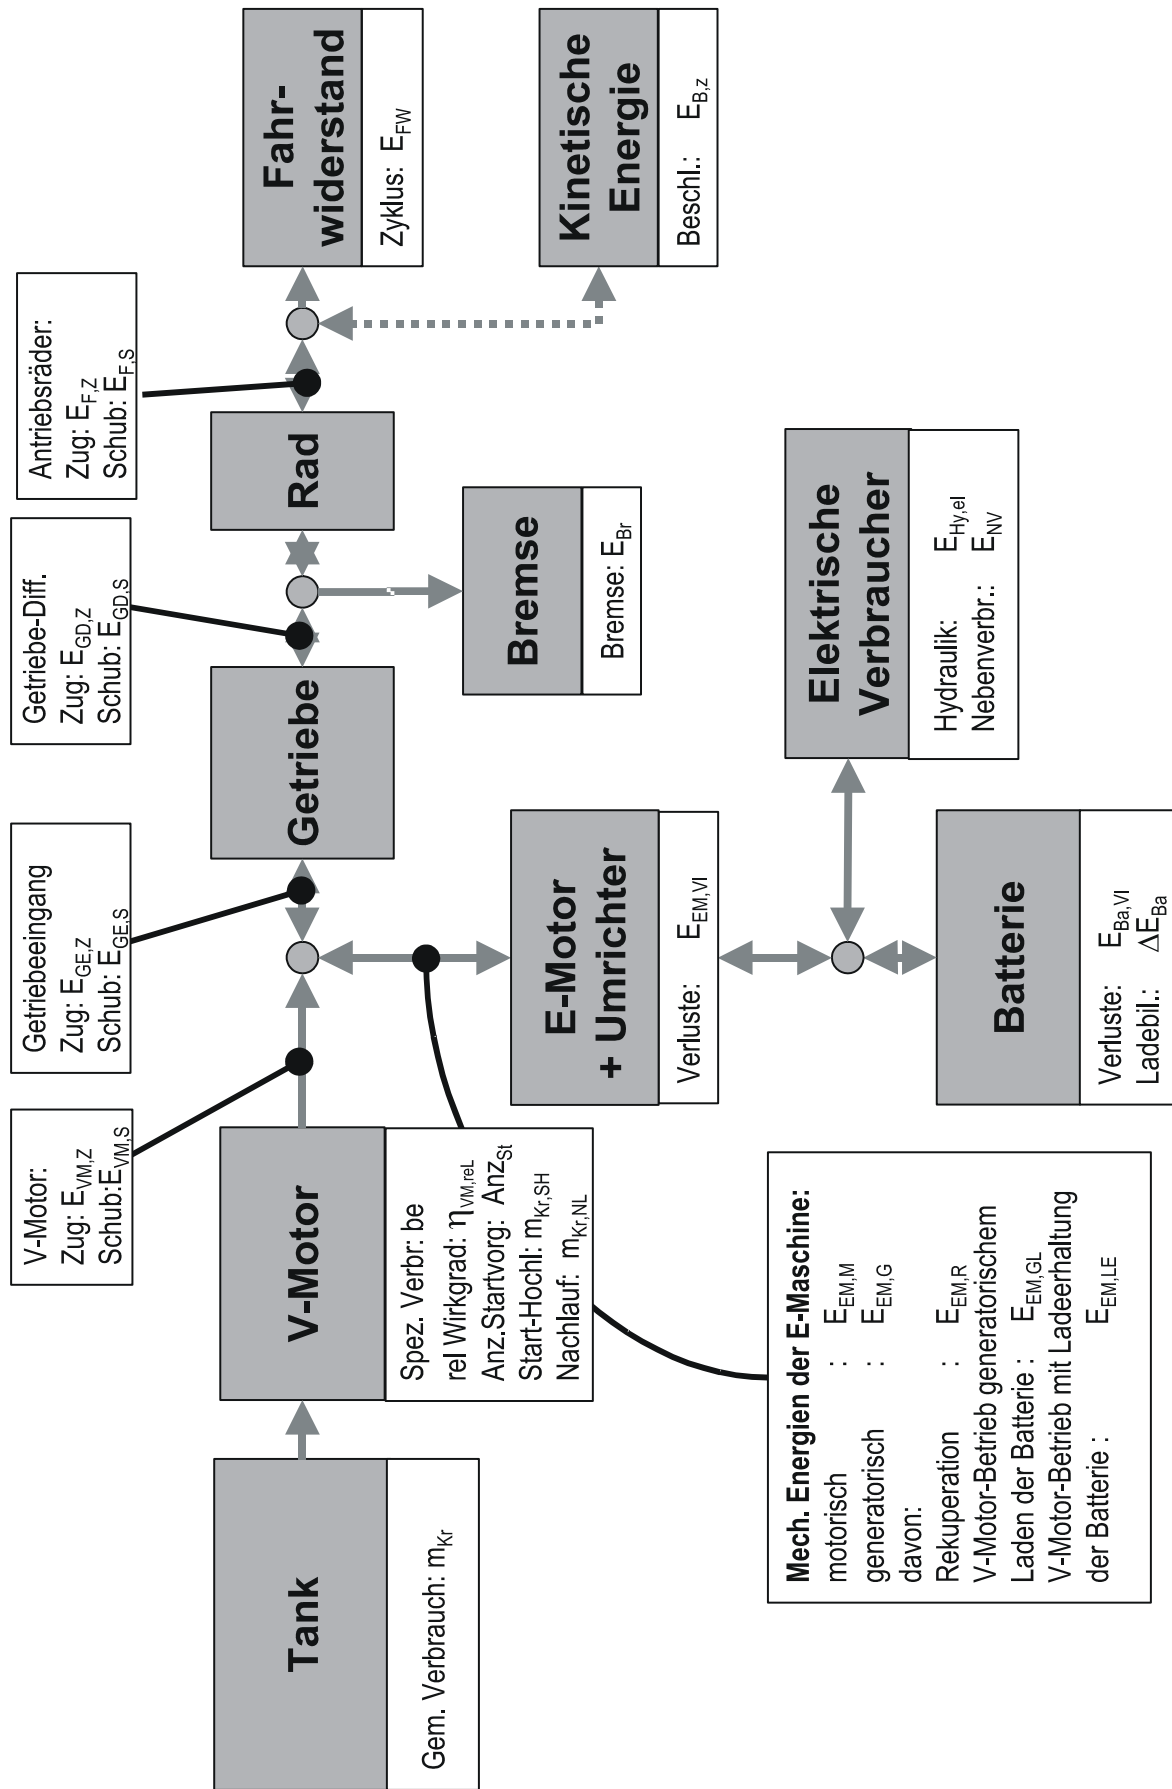 V-Motor:
Zug: E_VM,Z
Schub:E_VM,S
Getriebeeingang
Zug: E_GE,Z
Schub: E_GE,S
Getriebe-Diff.
Zug: E_GD,Z
Schub: E_GD,S
Antriebsräder:
Zug: E_F,Z
Schub: E_F,S
Tank
Gem. Verbrauch: m_Kr
V-Motor
Spez. Verbr: be
rel Wirkgrad: η_VM,reL
Anz.Startvorg: Anz_St
Start-Hochl: m_Kr,SH
Nachlauf: m_Kr,NL
Getriebe
Rad
Fahr-
widerstand
Zyklus: E_FW
Bremse
Bremse: E_Br
Kinetische
Energie
Beschl.: E_B,z
E-Motor
+ Umrichter
Verluste: E_EM,Vl
Elektrische
Verbraucher
Hydraulik: E_Hy,el
Nebenverbr.: E_NV
Batterie
Verluste: E_Ba,Vl
Ladebil.: ΔE_Ba
Mech. Energien der E-Maschine:
motorisch : E_EM,M
generatorisch : E_EM,G
davon:
Rekuperation : E_EM,R
V-Motor-Betrieb generatorischem
Laden der Batterie : E_EM,GL
V-Motor-Betrieb mit Ladeerhaltung
der Batterie : E_EM,LE